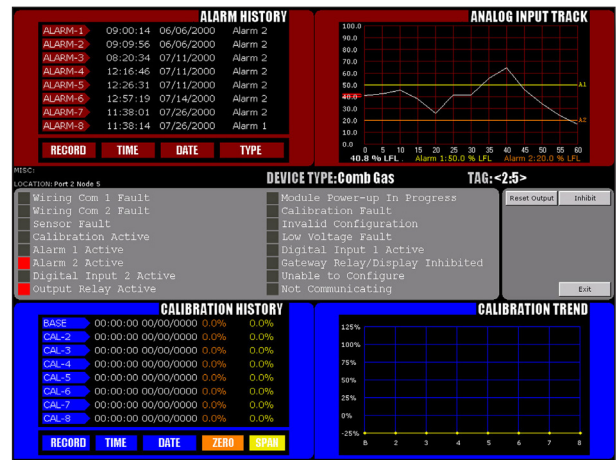 ALARM HISTORY
ALARM-1 09:00:14 06/06/2000 Alarm 2
ALARM-2 09:09:56 06/06/2000 Alarm 2
ALARM-3 08:20:34 07/11/2000 Alarm 2
ALARM-4 12:16:46 07/11/2000 Alarm 2
ALARM-5 12:26:31 07/11/2000 Alarm 2
ALARM-6 12:57:19 07/14/2000 Alarm 2
ALARM-7 11:38:01 07/26/2000 Alarm 2
ALARM-8 11:38:14 07/26/2000 Alarm 1
RECORD TIME DATE TYPE
ANALOG INPUT TRACK
100.0
90.0
80.0
70.0
60.0
50.0 A1
40.0
30.0
20.0 A2
10.0
0.0
0 5 10 15 20 25 30 35 40 45 50 55 60
40.8 % LFL Alarm 1:50.0 % LFL Alarm 2:20.0 % LFL
MISC:
LOCATION: Port 2 Node 5
DEVICE TYPE:Comb Gas TAG:<2:5>
Wiring Com 1 Fault
Wiring Com 2 Fault
Sensor Fault
Calibration Active
Alarm 1 Active
Alarm 2 Active
Digital Input 2 Active
Output Relay Active
Module Power-up In Progress
Calibration Fault
Invalid Configuration
Low Voltage Fault
Digital Input 1 Active
Gateway Relay/Display Inhibited
Unable to Configure
Not Communicating
Reset Output Inhibit
Exit
CALIBRATION HISTORY
BASE 00:00:00 00/00/0000 0.0% 0.0%
CAL-2 00:00:00 00/00/0000 0.0% 0.0%
CAL-3 00:00:00 00/00/0000 0.0% 0.0%
CAL-4 00:00:00 00/00/0000 0.0% 0.0%
CAL-5 00:00:00 00/00/0000 0.0% 0.0%
CAL-6 00:00:00 00/00/0000 0.0% 0.0%
CAL-7 00:00:00 00/00/0000 0.0% 0.0%
CAL-8 00:00:00 00/00/0000 0.0% 0.0%
RECORD TIME DATE ZERO SPAN
CALIBRATION TREND
125%
100%
75%
50%
25%
0%
-25%
B 2 3 4 5 6 7 8